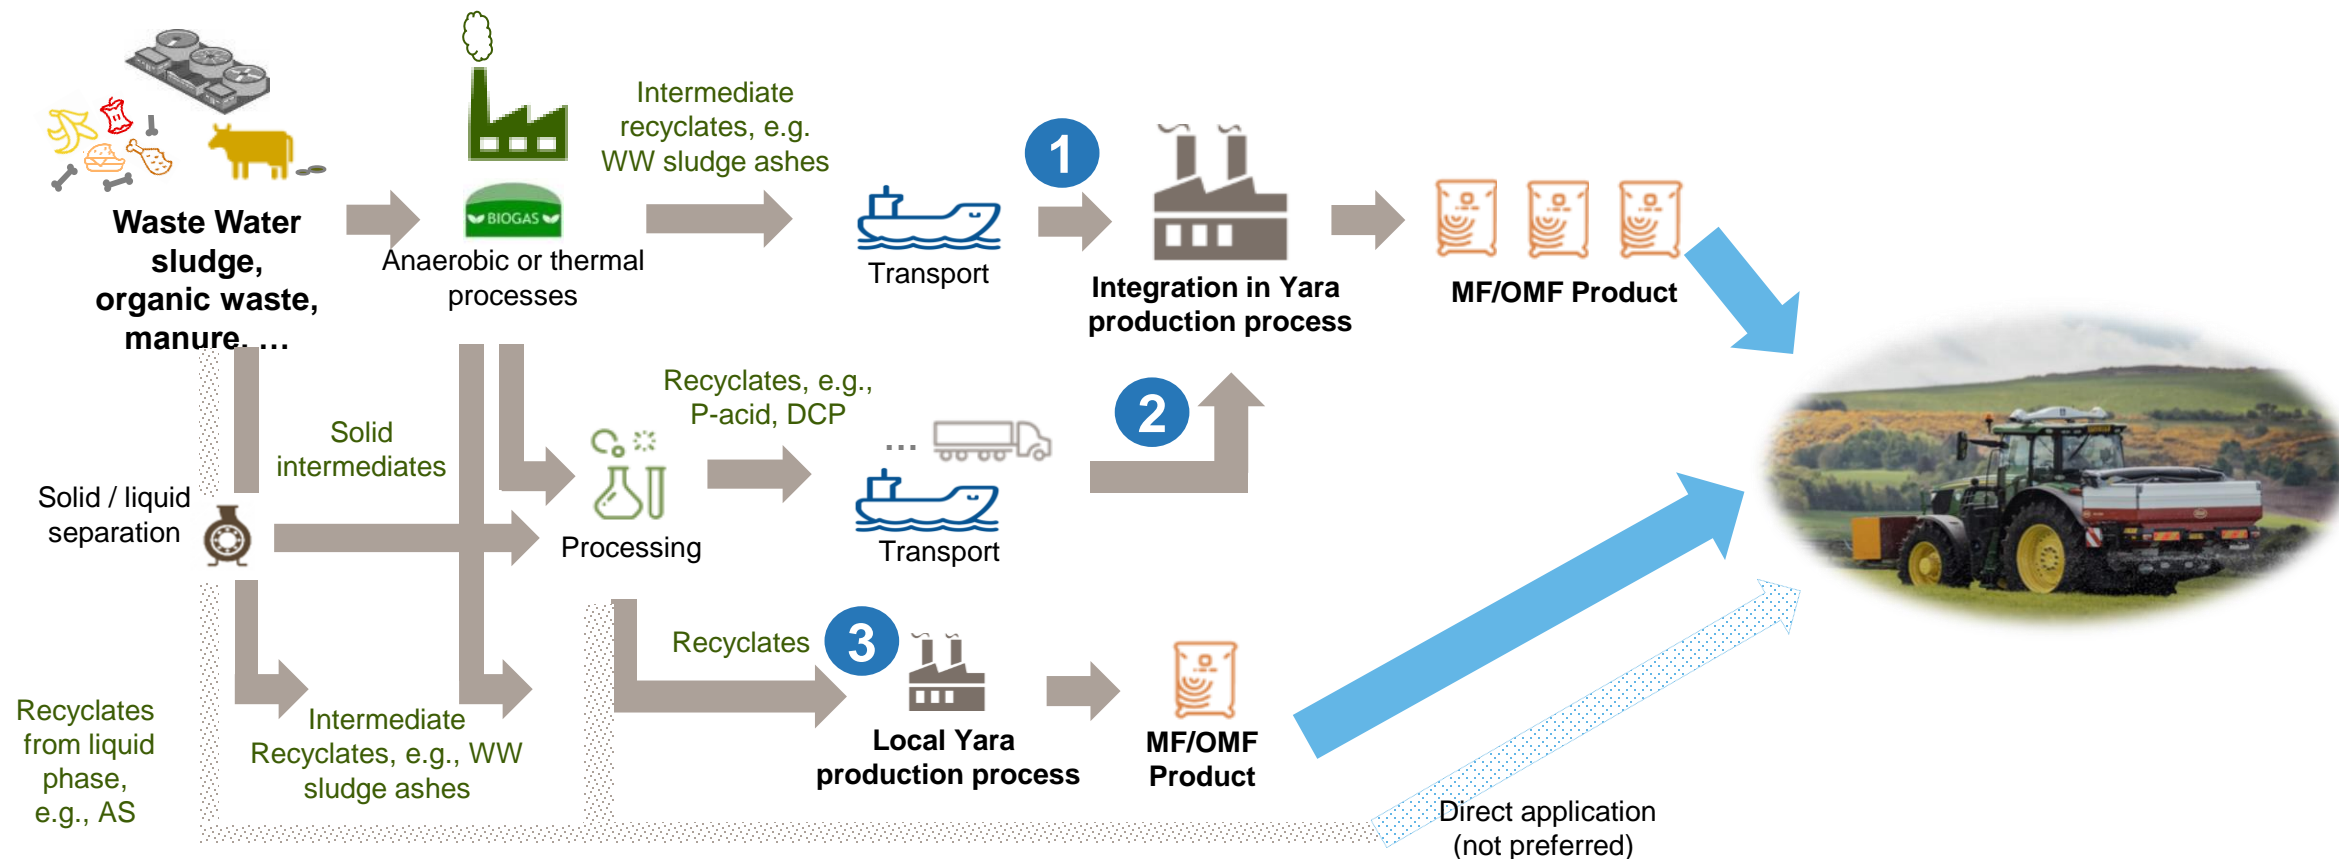 Waste Water
sludge,
organic waste,
manure, …
BIOGAS
Anaerobic or thermal
processes
Intermediate
recyclates, e.g.
WW sludge ashes
Transport
1
Integration in Yara
production process
MF/OMF Product
Solid / liquid
separation
Solid
intermediates
Processing
Recyclates, e.g.,
P-acid, DCP
...
Transport
2
Recyclates
from liquid
phase,
e.g., AS
Intermediate
Recyclates, e.g., WW
sludge ashes
Recyclates
3
Local Yara
production process
MF/OMF
Product
Direct application
(not preferred)